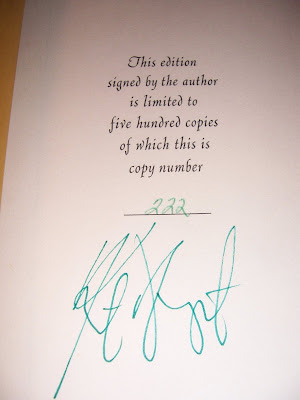 This edition
signed by the author
is limited to
five hundred copies
of which this is
copy number
222